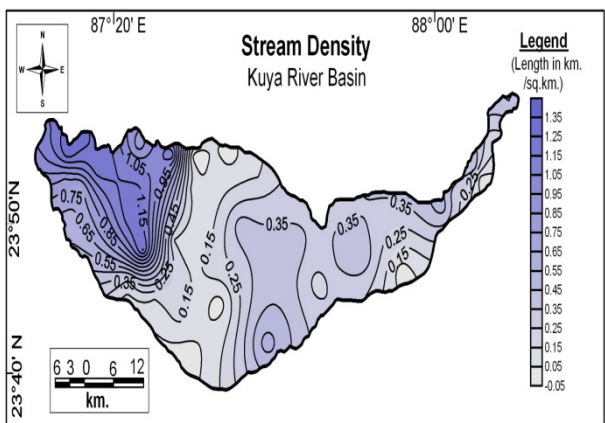 87°20' E
88°00' E
N
W E
S
Stream Density
Kuya River Basin
Legend
(Length in km.
/sq.km.)
1.35
1.25
1.15
1.05
0.95
0.85
0.75
0.65
0.55
0.45
0.35
0.25
0.15
0.05
-0.05
23°50' N
23°40' N
1.05
0.95
1.15
0.75
0.65
0.85
0.55
0.35
0.45
0.25
0.15
0.15
0.15
0.25
0.35
0.35
0.35
0.25
0.15
0.25
6 3 0 6 12
km.